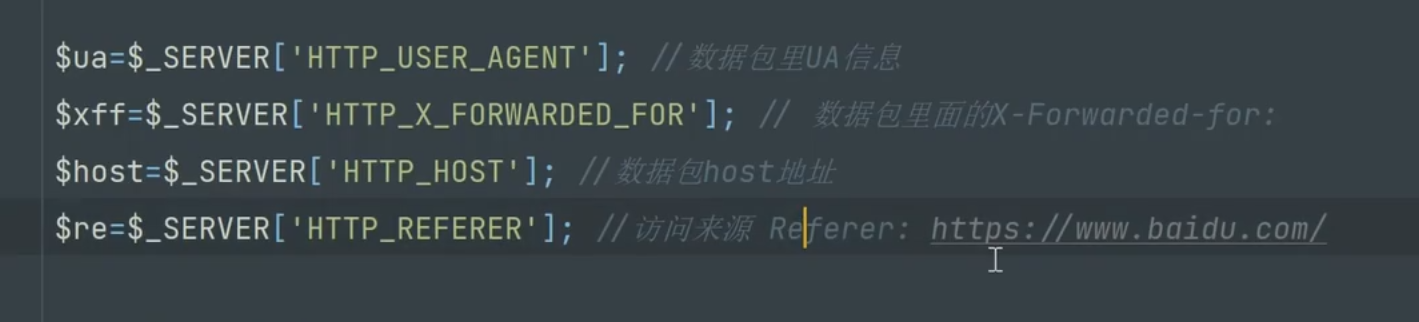 $ua=$_SERVER['HTTP_USER_AGENT']; //数据包里UA信息
$xff=$_SERVER['HTTP_X_FORWARDED_FOR']; // 数据包里面的X-Forwarded-for:
$host=$_SERVER['HTTP_HOST']; //数据包host地址
$re=$_SERVER['HTTP_REFERER']; //访问来源 Referer: https://www.baidu.com/